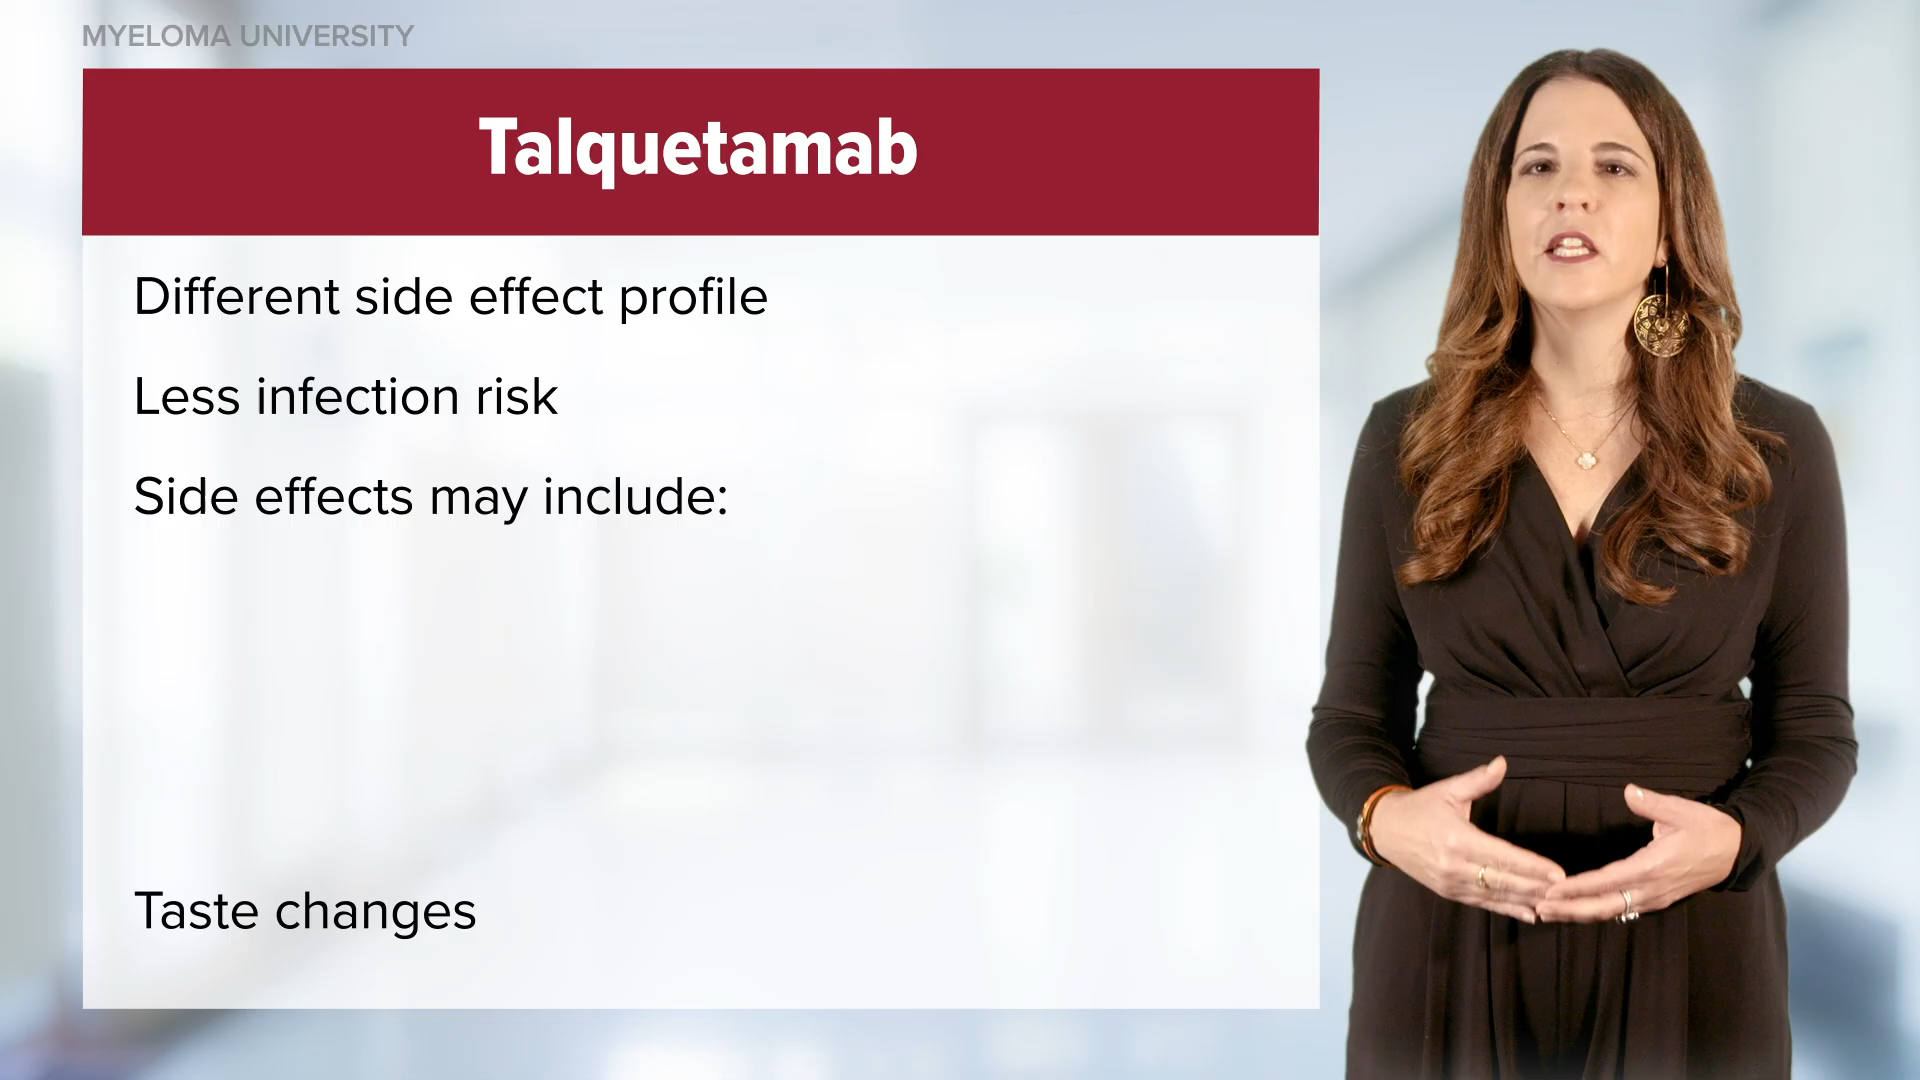 MYELOMA UNIVERSITY
Talquetamab
Different side effect profile
Less infection risk
Side effects may include:
Taste changes